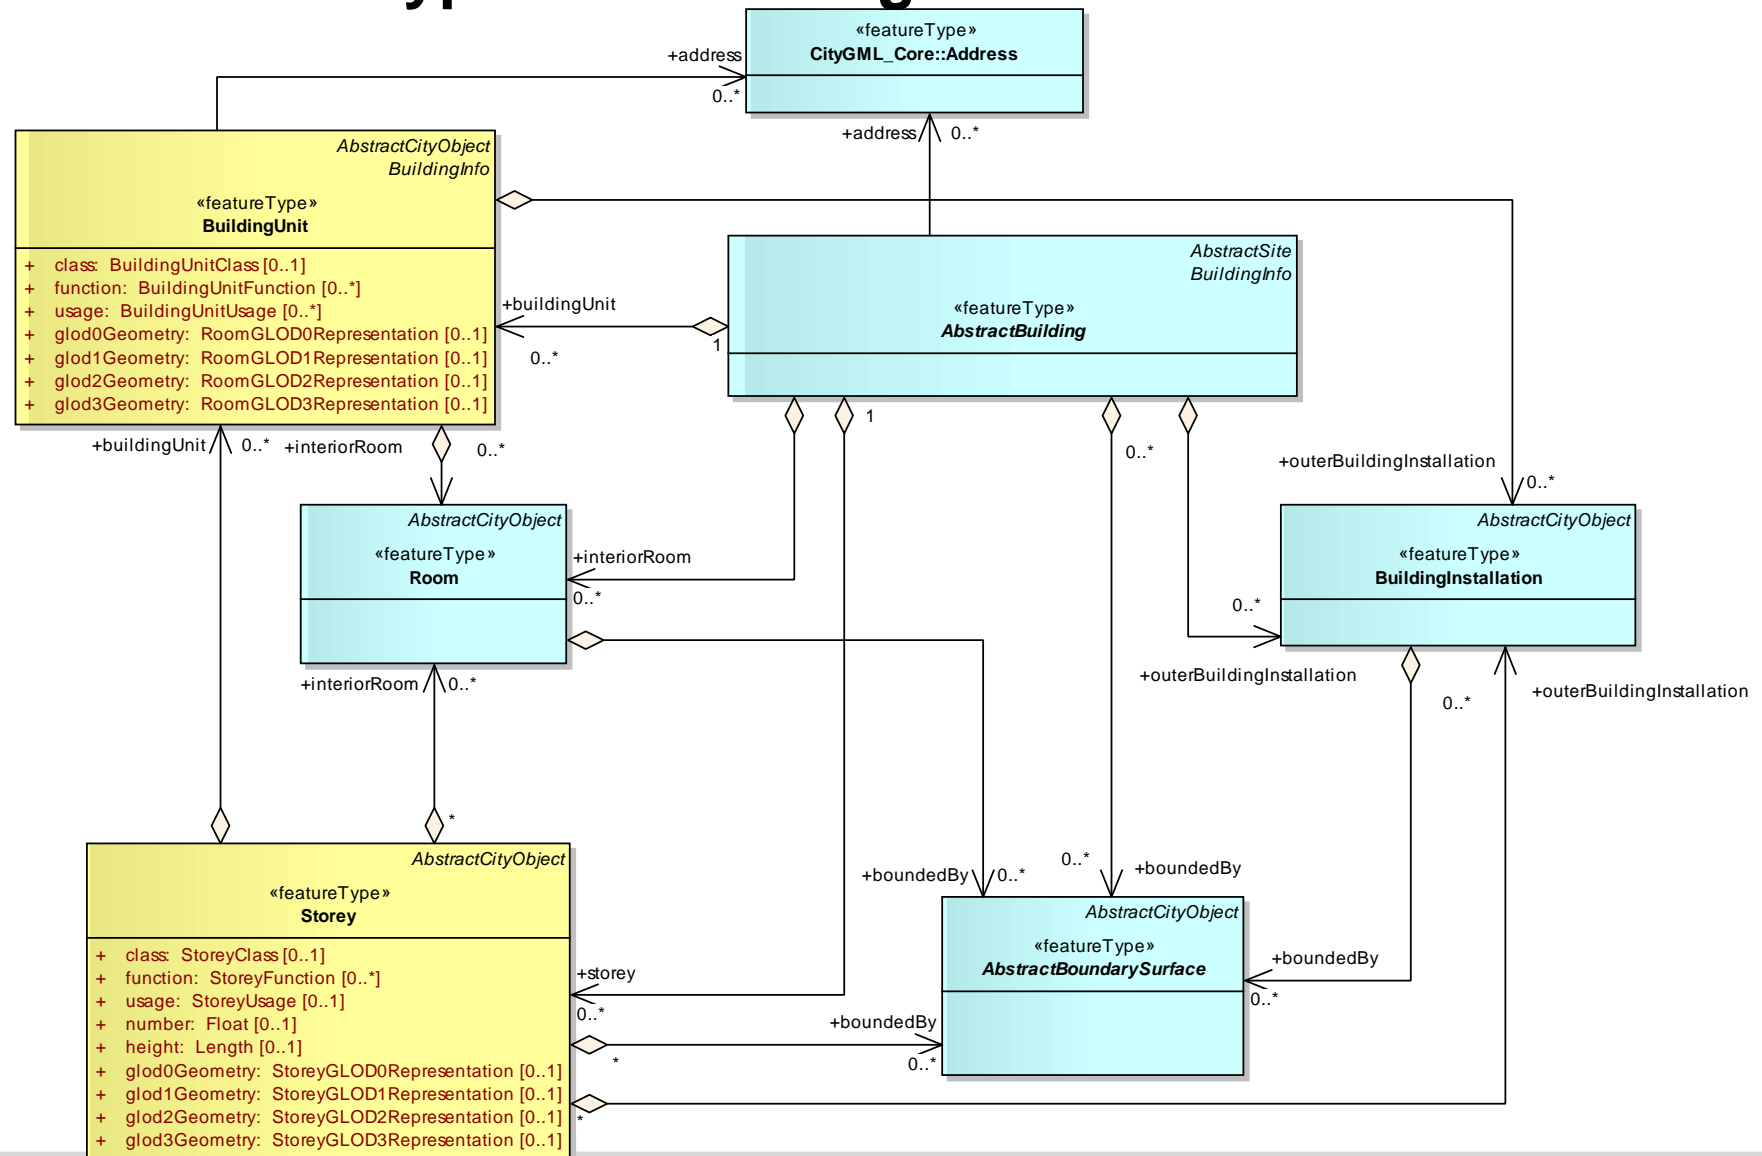 «featureType»
CityGML_Core::Address
+address
0..*
+address
0..*
AbstractCityObject
BuildingInfo
«featureType»
BuildingUnit
+ class: BuildingUnitClass [0..1]
+ function: BuildingUnitFunction [0..*]
+ usage: BuildingUnitUsage [0..*]
+ glod0Geometry: RoomGLOD0Representation [0..1]
+ glod1Geometry: RoomGLOD1Representation [0..1]
+ glod2Geometry: RoomGLOD2Representation [0..1]
+ glod3Geometry: RoomGLOD3Representation [0..1]
AbstractSite
BuildingInfo
«featureType»
AbstractBuilding
+buildingUnit
0..*
1
1
0..*
+buildingUnit
0..*
+interiorRoom
0..*
+outerBuildingInstallation
0..*
AbstractCityObject
«featureType»
Room
+interiorRoom
0..*
AbstractCityObject
«featureType»
BuildingInstallation
0..*
+outerBuildingInstallation
+interiorRoom
0..*
0..*
+outerBuildingInstallation
*
AbstractCityObject
«featureType»
Storey
+ class: StoreyClass [0..1]
+ function: StoreyFunction [0..*]
+ usage: StoreyUsage [0..1]
+ number: Float [0..1]
+ height: Length [0..1]
+ glod0Geometry: StoreyGLOD0Representation [0..1]
+ glod1Geometry: StoreyGLOD1Representation [0..1]
+ glod2Geometry: StoreyGLOD2Representation [0..1]
+ glod3Geometry: StoreyGLOD3Representation [0..1]
+boundedBy
0..*
0..*
+boundedBy
AbstractCityObject
«featureType»
AbstractBoundarySurface
+boundedBy
0..*
+storey
0..*
+boundedBy
*
0..*
*